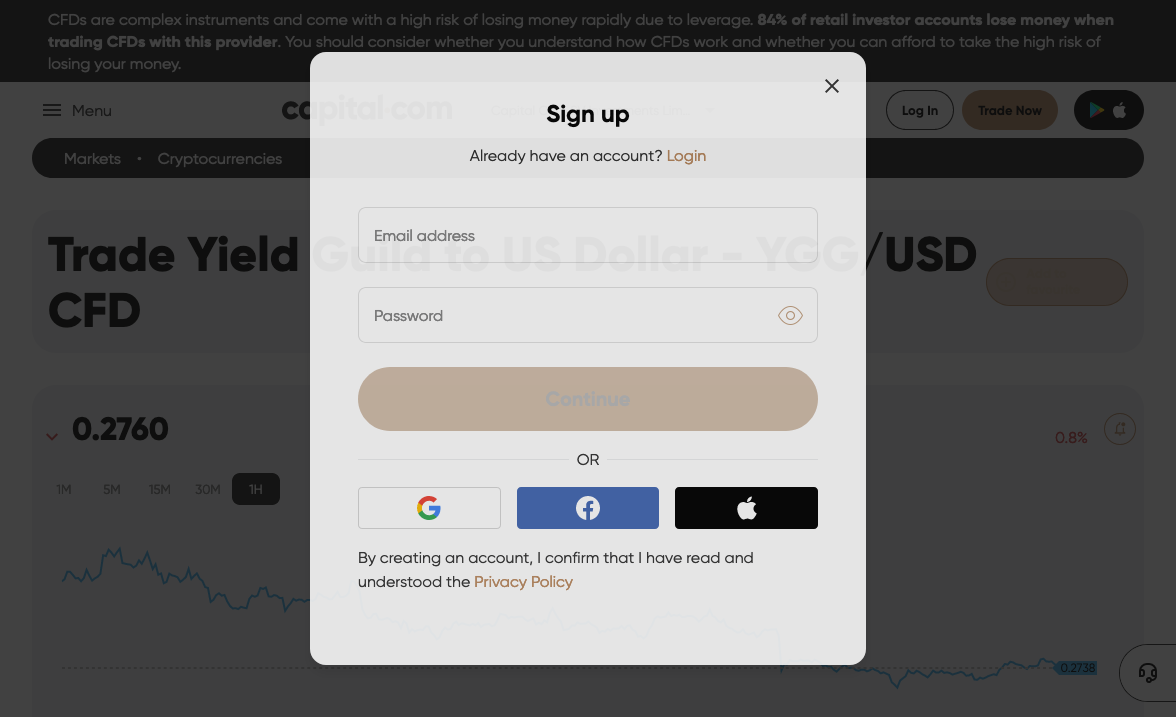 CFDs are complex instruments and come with a high risk of losing money rapidly due to leverage. 84% of retail investor accounts lose money when
trading CFDs with this provider. You should consider whether you understand how CFDs work and whether you can afford to take the high risk of
losing your money.
Menu
capital.com
Log In
Trade Now
Markets • Cryptocurrencies
Trade Yield Guild to US Dollar - YGG/USD
CFD
0.2760
0.8%
1M 5M 15M 30M 1H
0.2738
Sign up
Already have an account? Login
Email address
Password
Continue
OR
By creating an account, I confirm that I have read and
understood the Privacy Policy